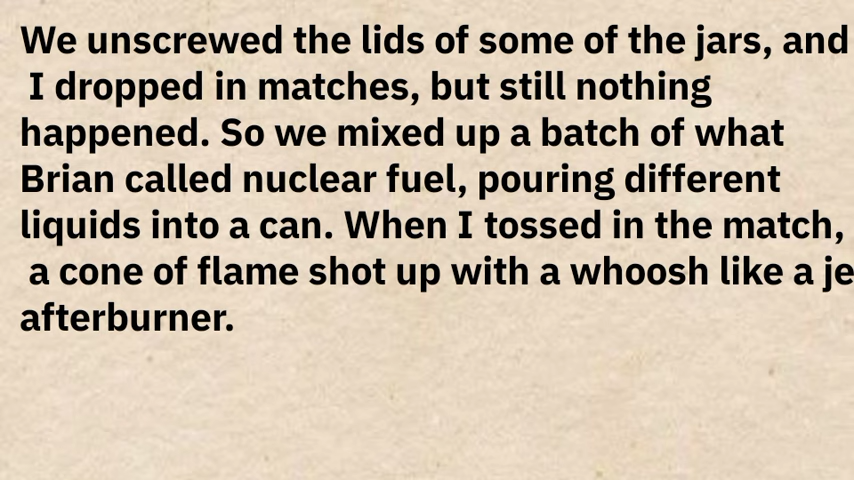 We unscrewed the lids of some of the jars, and
I dropped in matches, but still nothing
happened. So we mixed up a batch of what
Brian called nuclear fuel, pouring different
liquids into a can. When I tossed in the match,
a cone of flame shot up with a whoosh like a je
afterburner.